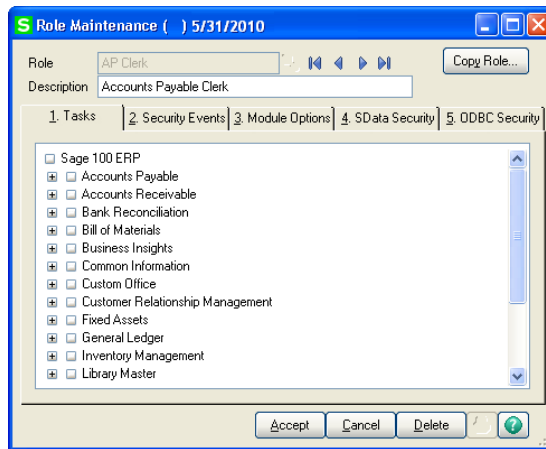 S Role Maintenance ( ) 5/31/2010
Role AP Clerk Copy Role...
Description Accounts Payable Clerk
1. Tasks 2. Security Events 3. Module Options 4. SData Security 5. ODBC Security
Sage 100 ERP
Accounts Payable
Accounts Receivable
Bank Reconciliation
Bill of Materials
Business Insights
Common Information
Custom Office
Customer Relationship Management
Fixed Assets
General Ledger
Inventory Management
Library Master
Accept Cancel Delete ?